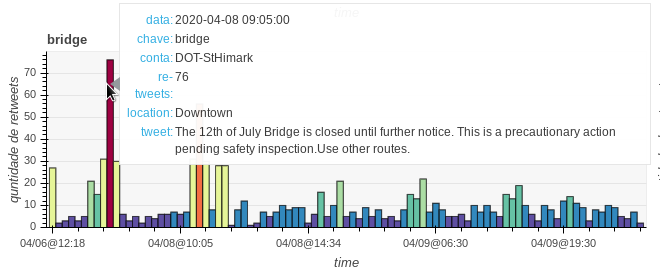 time
data: 2020-04-08 09:05:00
bridge
chave: bridge
conta: DOT-StHimark
re- 76
tweets:
location: Downtown
tweet: The 12th of July Bridge is closed until further notice. This is a precautionary action
pending safety inspection.Use other routes.
quntidade de retweets
70
60
50
40
30
20
10
0
04/06@12:18 04/08@10:05 04/08@14:34 04/09@06:30 04/09@19:30
time